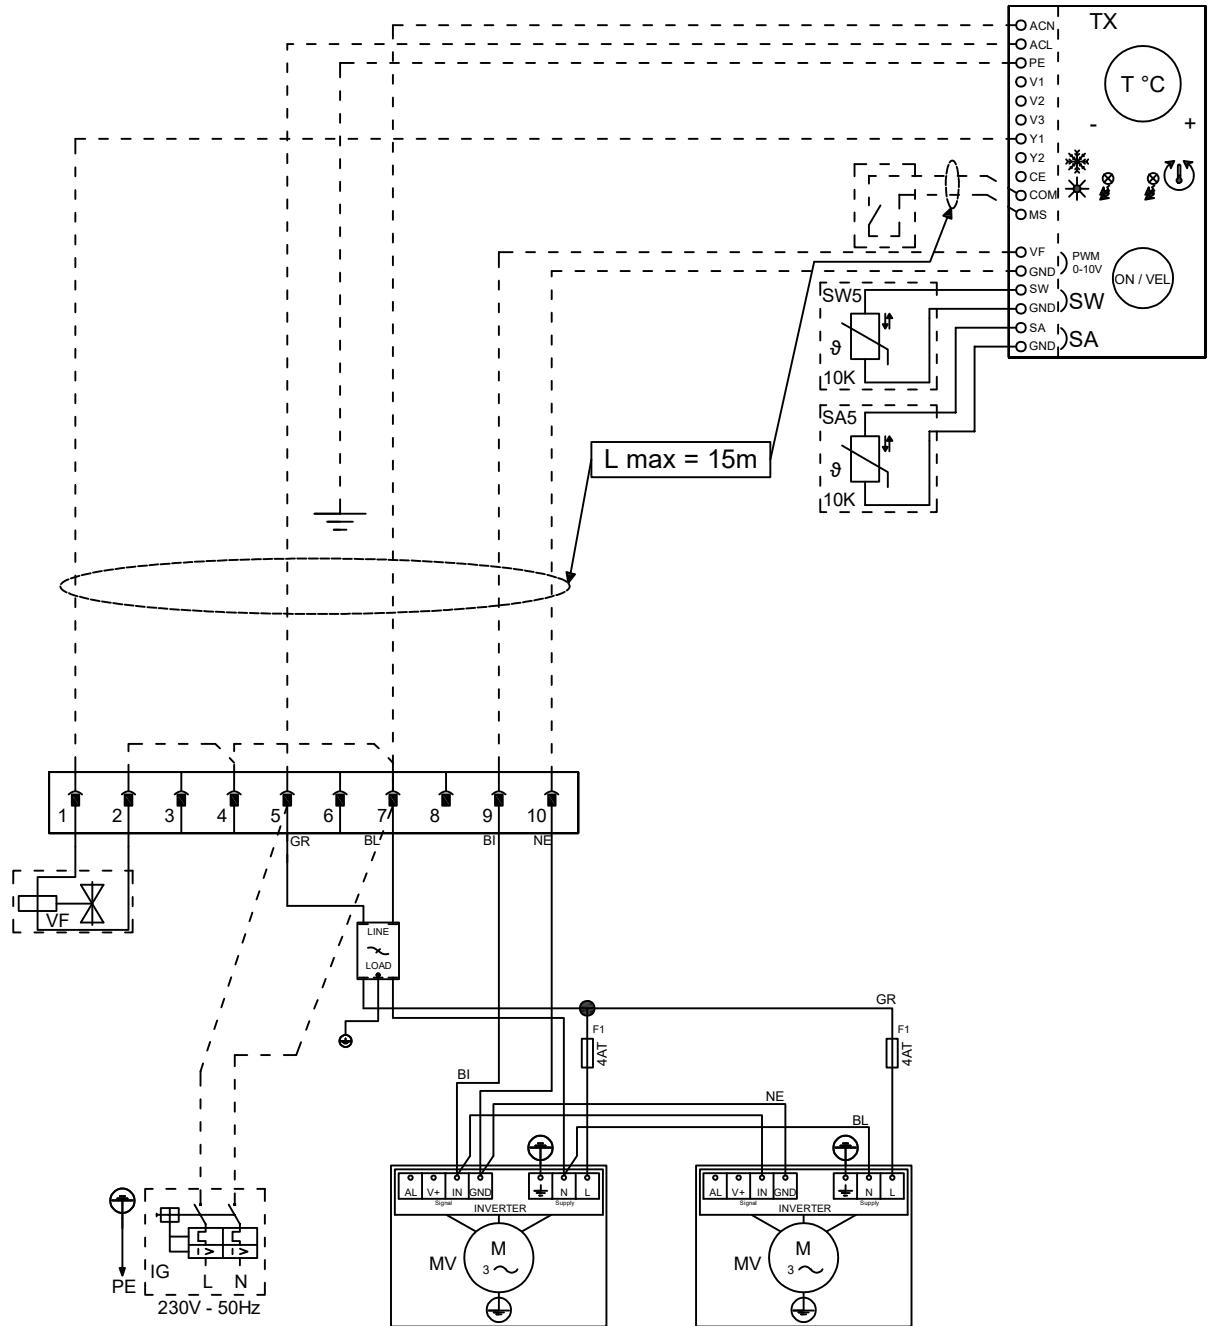 ACN
TX
ACL
PE
V1
T °C
V2
V3
- +
Y1
Y2
CE
COM
MS
VF
PWM
0-10V
GND
ON / VEL
SW
SW
GND
SA
SA
GND
SW5
ϑ
10K
SA5
ϑ
10K
L max = 15m
1 2 3 4 5 6 7 8 9 10
GR BL BI NE
VF
LINE
LOAD
GR
F1
4AT
F1
4AT
BI
NE
BL
AL V+ IN GND N L
Signal Supply
INVERTER
MV
M
3
AL V+ IN GND N L
Signal Supply
INVERTER
MV
M
3
PE
IG
I > I >
L N
230V - 50Hz